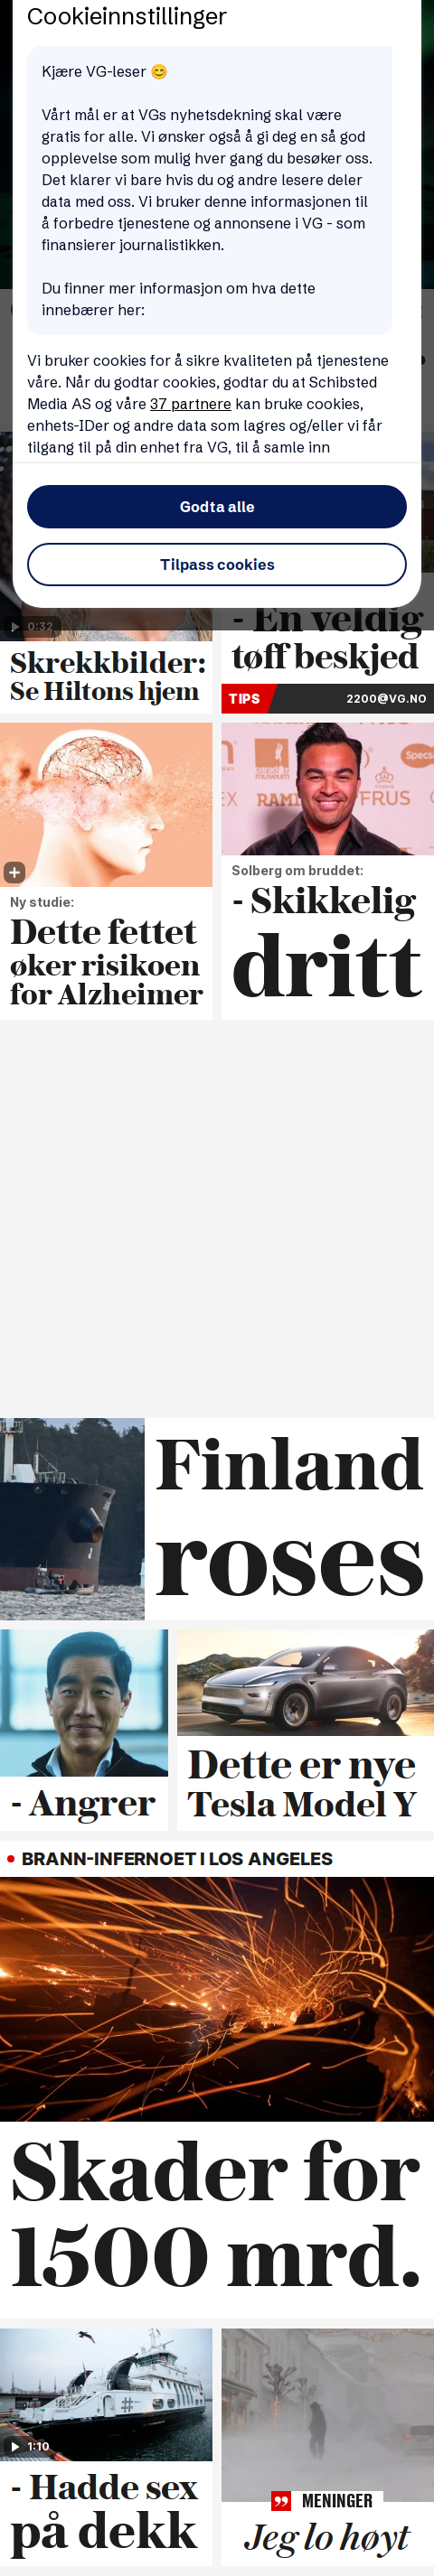 Cookieinnstillinger
Kjære VG-leser 😊
Vårt mål er at VGs nyhetsdekning skal være
gratis for alle. Vi ønsker også å gi deg en så god
opplevelse som mulig hver gang du besøker oss.
Det klarer vi bare hvis du og andre lesere deler
data med oss. Vi bruker denne informasjonen til
å forbedre tjenestene og annonsene i VG - som
finansierer journalistikken.
Du finner mer informasjon om hva dette
innebærer her:
Vi bruker cookies for å sikre kvaliteten på tjenestene
våre. Når du godtar cookies, godtar du at Schibsted
Media AS og våre 37 partnere kan bruke cookies,
enhets-IDer og andre data som lagres og/eller vi får
tilgang til på din enhet fra VG, til å samle inn
Godta alle
Tilpass cookies
0:32
Skrekkbilder:
Se Hiltons hjem
- En veldig
tøff beskjed
TIPS 2200@VG.NO
Ny studie:
Dette fettet
øker risikoen
for Alzheimer
Solberg om bruddet:
- Skikkelig
dritt
Finland
roses
- Angrer
Dette er nye
Tesla Model Y
BRANN-INFERNOET I LOS ANGELES
Skader for
1500 mrd.
1:10
- Hadde sex
på dekk
MENINGER
Jeg lo høyt